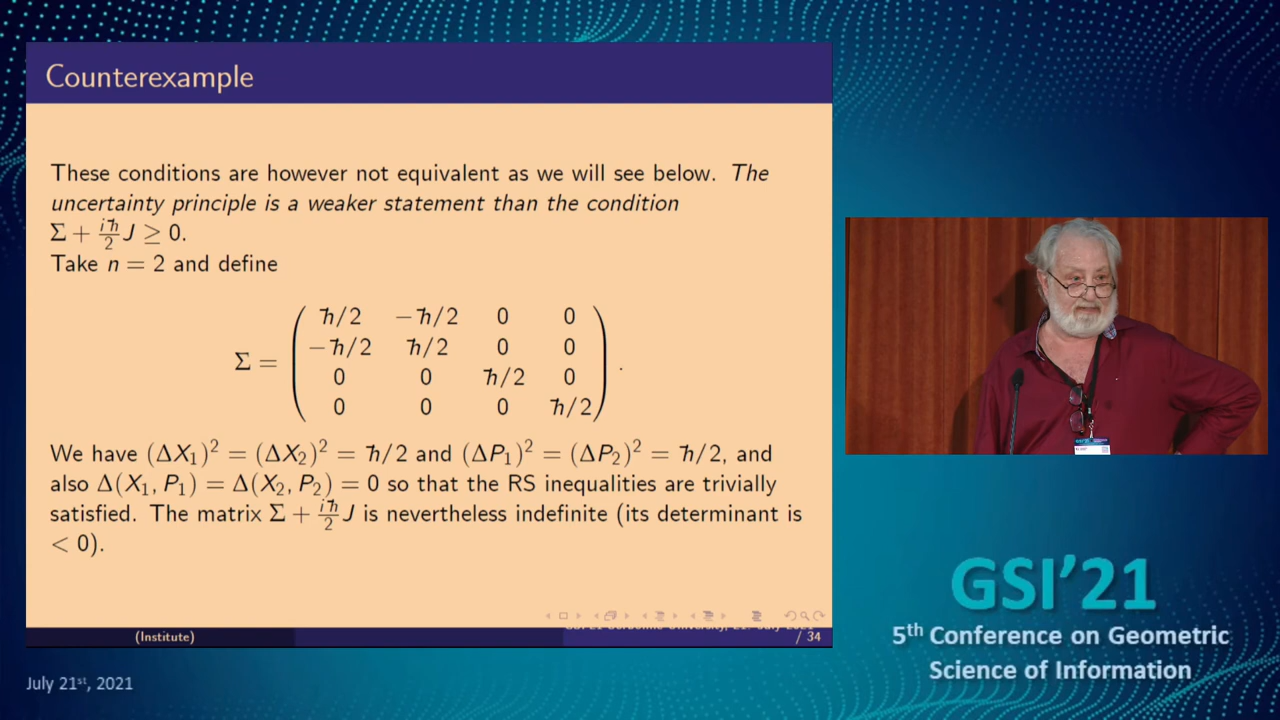 Counterexample
These conditions are however not equivalent as we will see below. The
uncertainty principle is a weaker statement than the condition
Σ + iℏ/2 J ≥ 0.
Take n = 2 and define
Σ = ( ℏ/2 −ℏ/2 0 0
−ℏ/2 ℏ/2 0 0
0 0 ℏ/2 0
0 0 0 ℏ/2 ) .
We have (ΔX₁)² = (ΔX₂)² = ℏ/2 and (ΔP₁)² = (ΔP₂)² = ℏ/2, and
also Δ(X₁, P₁) = Δ(X₂, P₂) = 0 so that the RS inequalities are trivially
satisfied. The matrix Σ + iℏ/2 J is nevertheless indefinite (its determinant is
< 0).
(Institute)
/ 34
GSI'21
5th Conference on Geometric
Science of Information
July 21st, 2021